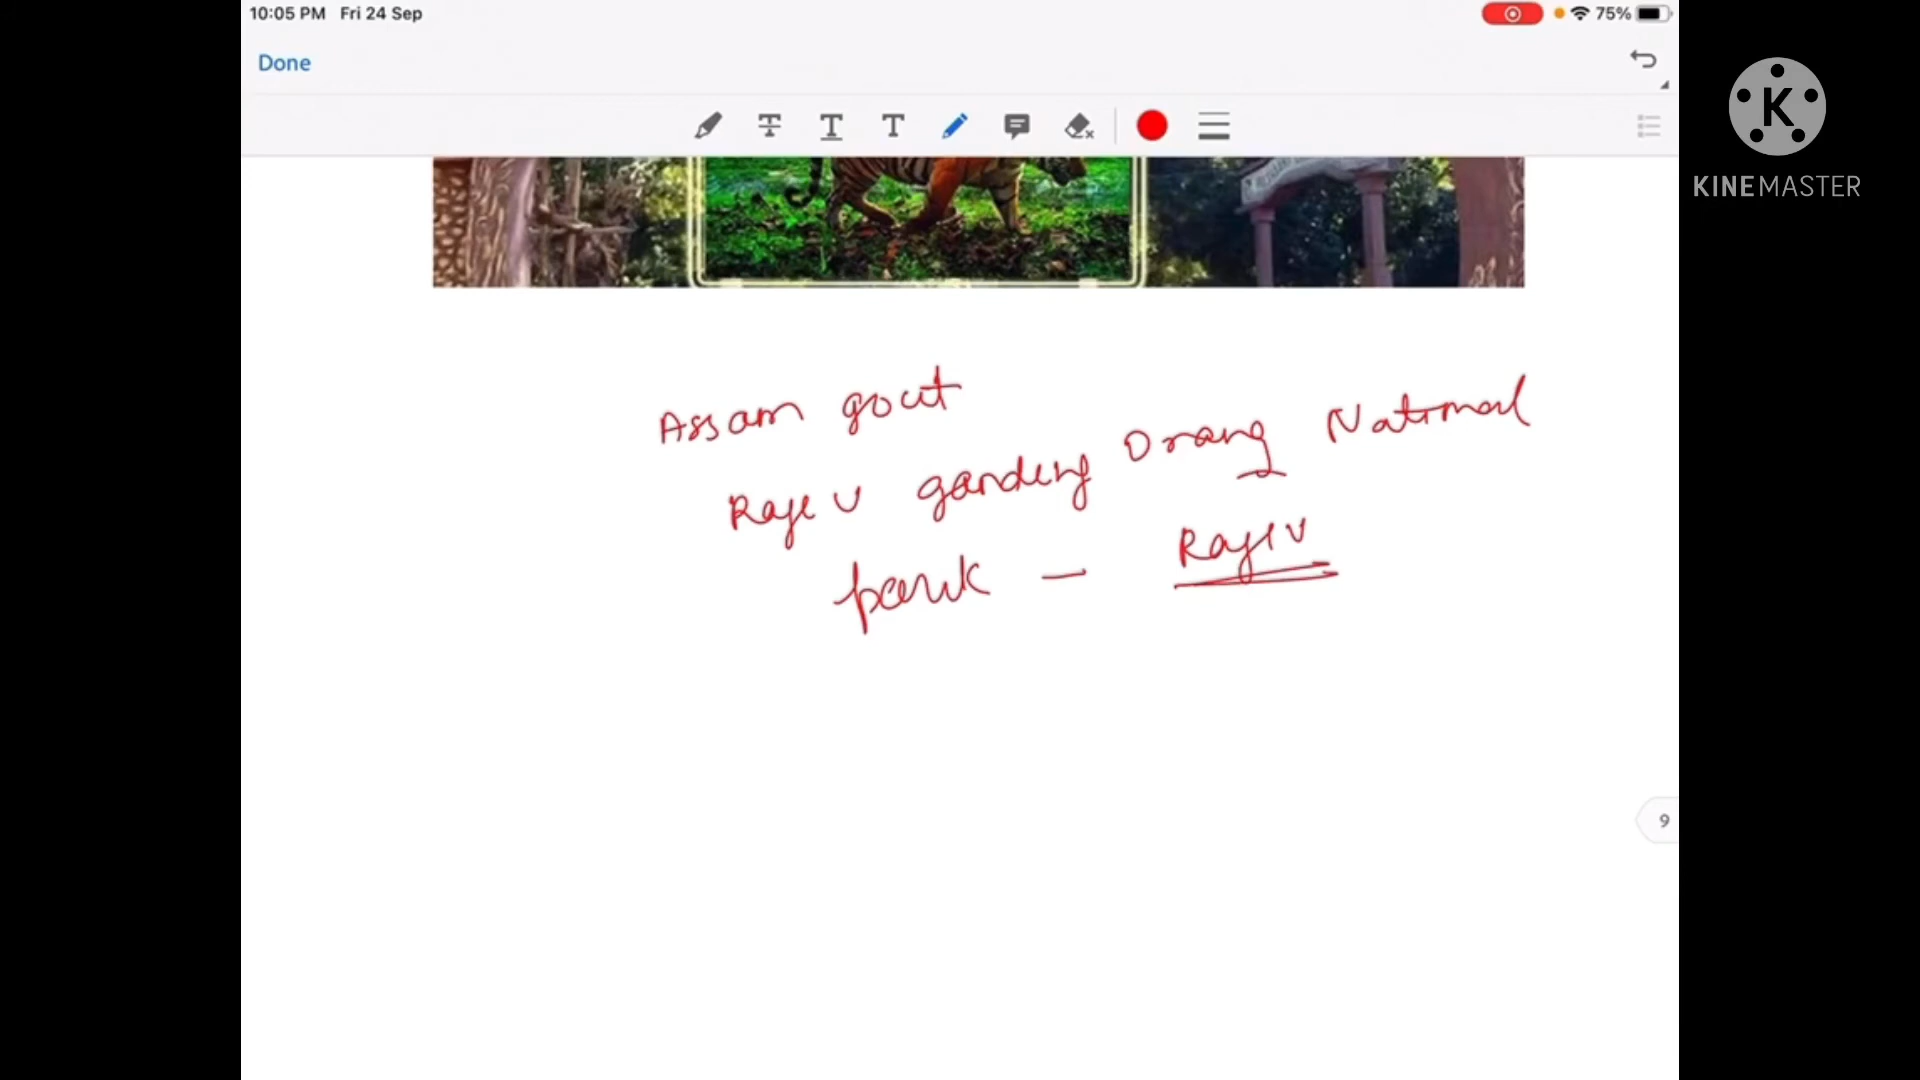 10:05 PM Fri 24 Sep 75%
Done
KINEMASTER
Assam govt
Rajiv gandhi Orang National
park - Rajiv
9